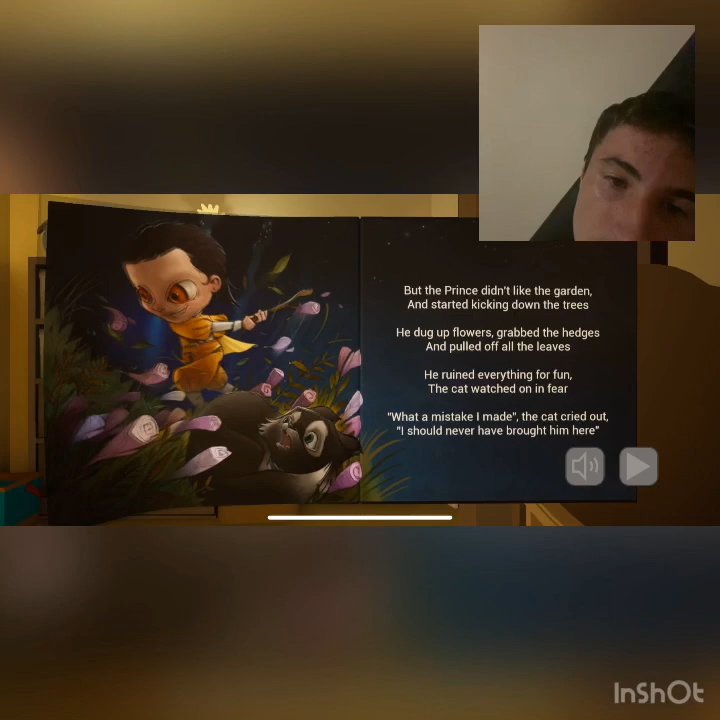 But the Prince didn't like the garden,
And started kicking down the trees
He dug up flowers, grabbed the hedges
And pulled off all the leaves
He ruined everything for fun,
The cat watched on in fear
"What a mistake I made", the cat cried out,
"I should never have brought him here"
InShOt